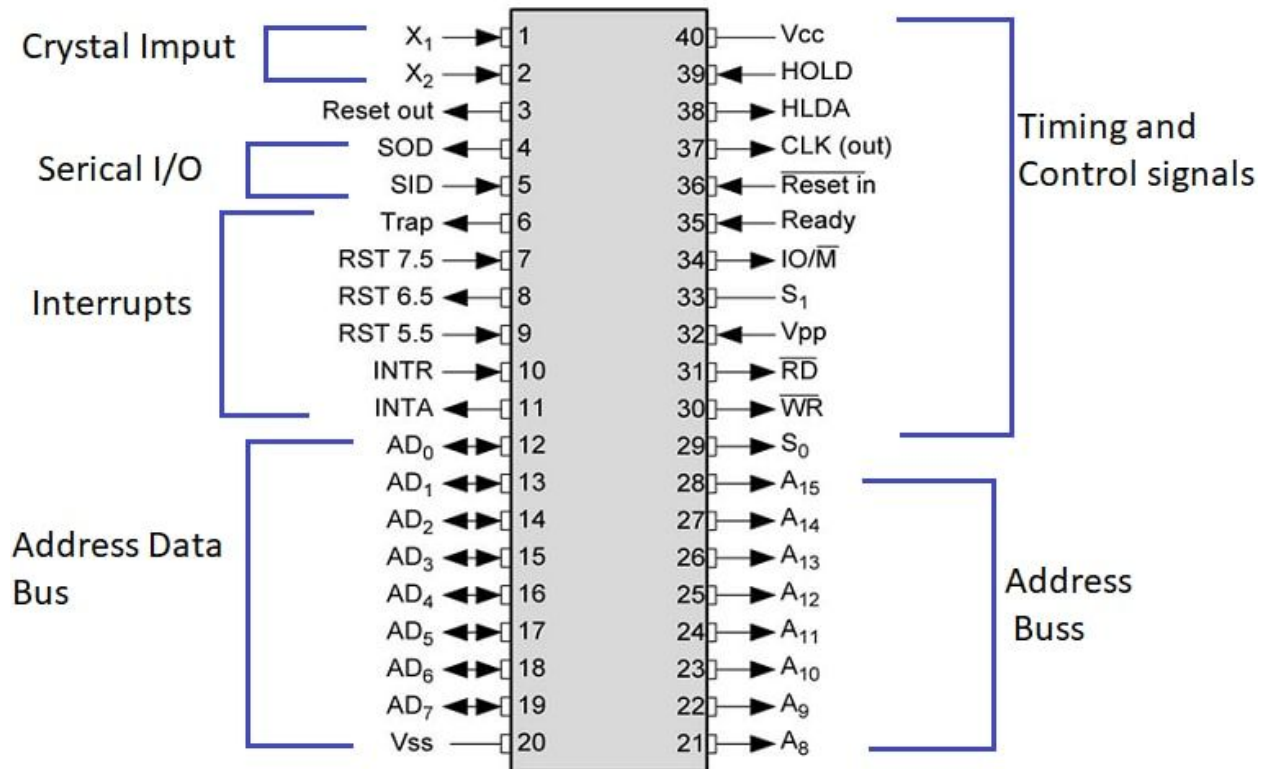 Crystal Imput
Serical I/O
Interrupts
Address Data
Bus
X₁ 1
X₂ 2
Reset out 3
SOD 4
SID 5
Trap 6
RST 7.5 7
RST 6.5 8
RST 5.5 9
INTR 10
INTA 11
AD₀ 12
AD₁ 13
AD₂ 14
AD₃ 15
AD₄ 16
AD₅ 17
AD₆ 18
AD₇ 19
Vss 20
40 Vcc
39 HOLD
38 HLDA
37 CLK (out)
36 R̅e̅s̅e̅t̅ i̅n̅
35 Ready
34 IO/M̅
33 S₁
32 Vpp
31 R̅D̅
30 W̅R̅
29 S₀
28 A₁₅
27 A₁₄
26 A₁₃
25 A₁₂
24 A₁₁
23 A₁₀
22 A₉
21 A₈
Timing and
Control signals
Address
Buss